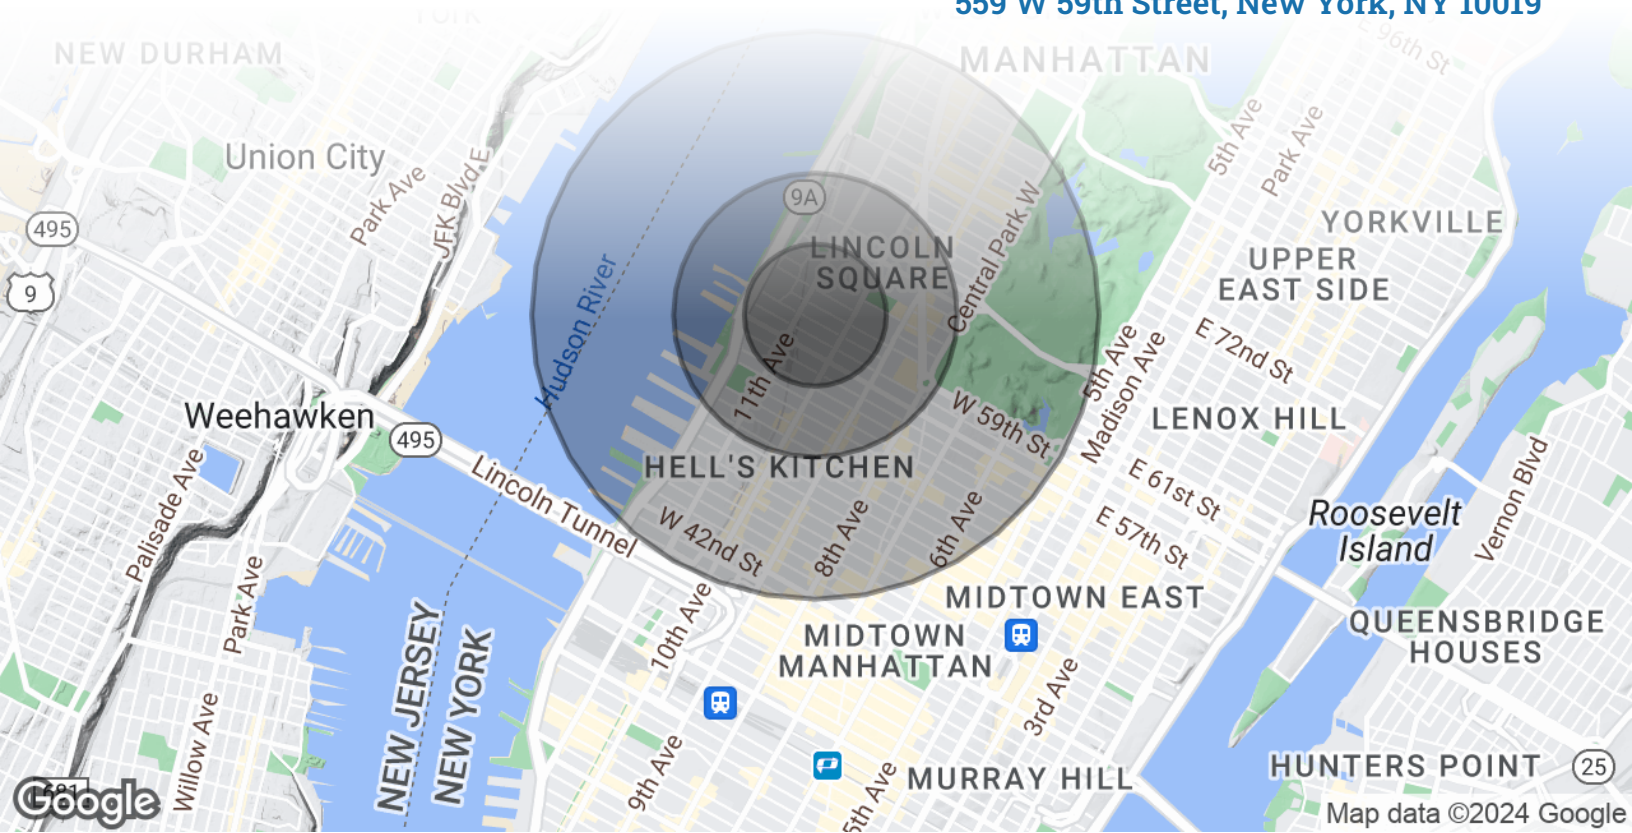 559 W 59th Street, New York, NY 10019
YORK
NEW DURHAM
MANHATTAN
E 96th St
Union City
Park Ave
JFK Blvd E
5th Ave
Park Ave
495
9
9A
LINCOLN
SQUARE
Central Park W
YORKVILLE
UPPER
EAST SIDE
Hudson River
11th Ave
E 72nd St
5th Ave
Madison Ave
Weehawken
495
W 59th St
LENOX HILL
Palisade Ave
Lincoln Tunnel
HELL'S KITCHEN
E 61st St
Vernon Blvd
W 42nd St
8th Ave
6th Ave
E 57th St
Roosevelt
Island
Park Ave
10th Ave
MIDTOWN EAST
QUEENSBRIDGE
HOUSES
MIDTOWN
MANHATTAN
NEW JERSEY
NEW YORK
3rd Ave
Willow Ave
9th Ave
5th Ave
MURRAY HILL
HUNTERS POINT
25
681
Google
Map data ©2024 Google